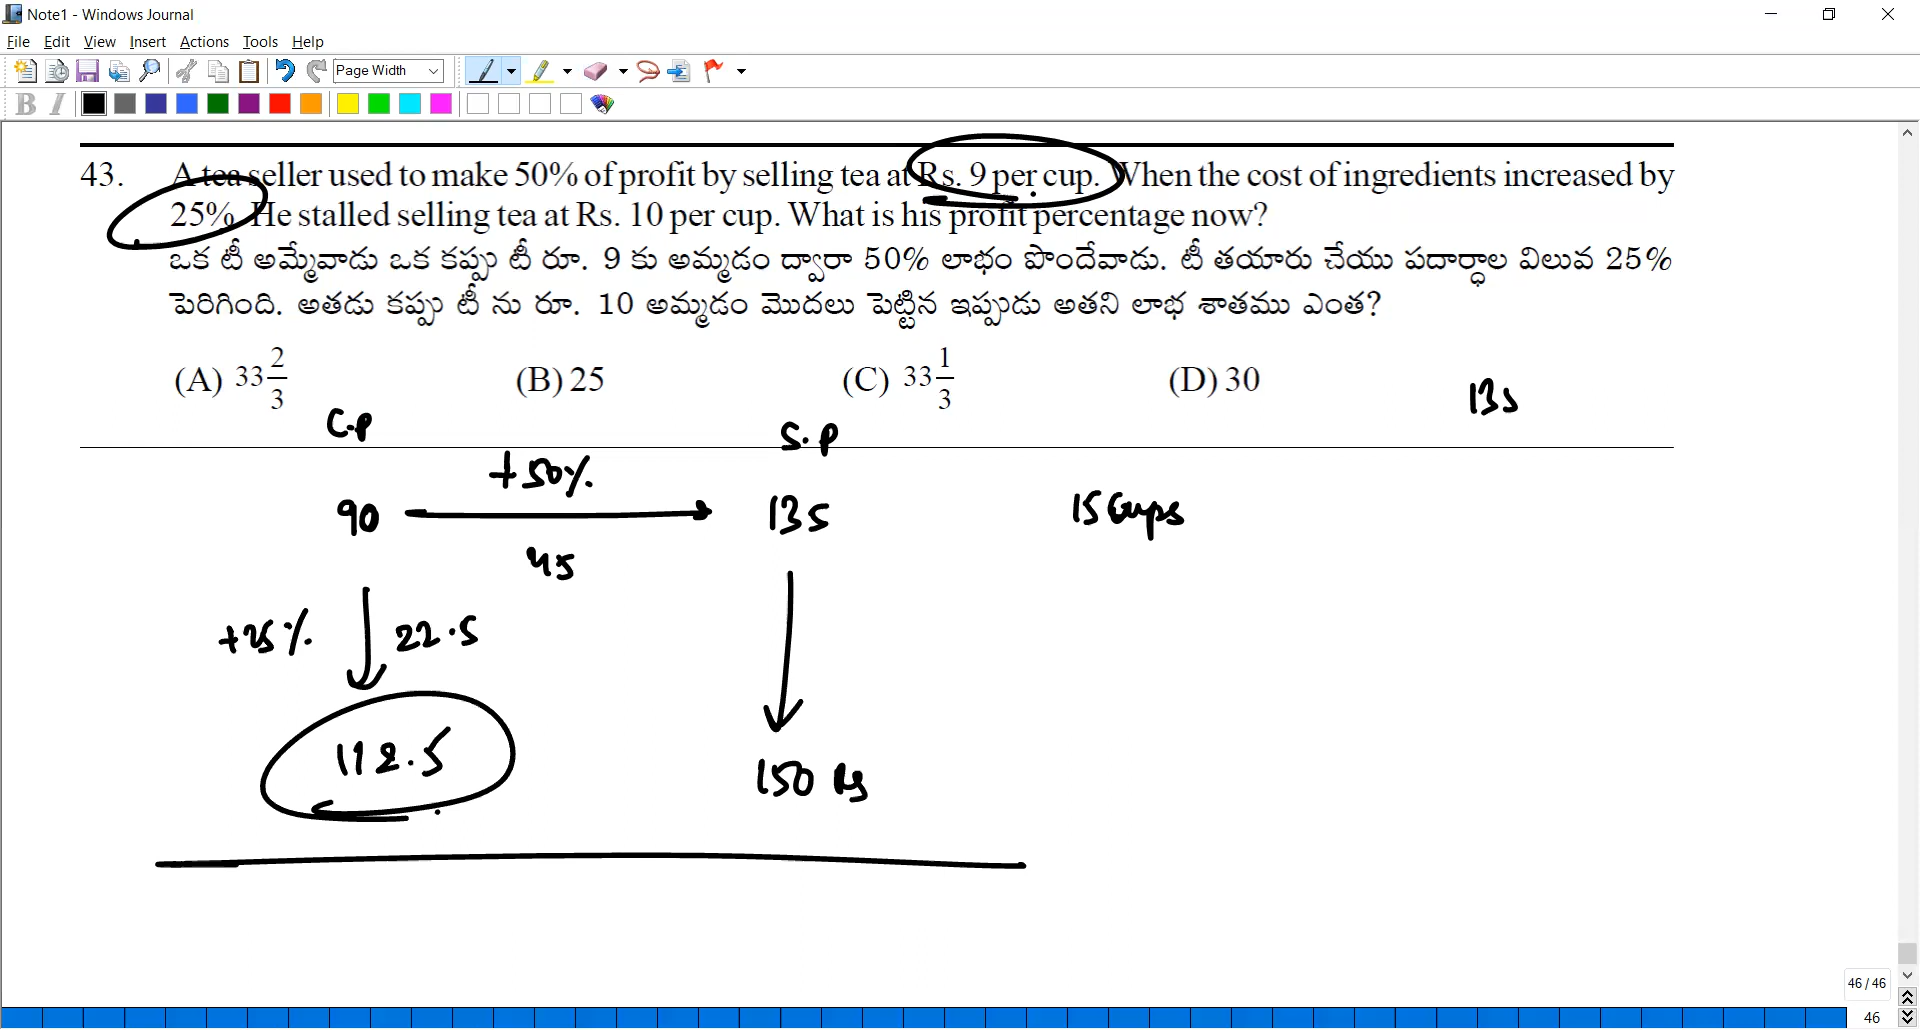 Note1 - Windows Journal
File Edit View Insert Actions Tools Help
Page Width
B I
43. A tea seller used to make 50% of profit by selling tea at Rs. 9 per cup. When the cost of ingredients increased by
25%. He stalled selling tea at Rs. 10 per cup. What is his profit percentage now?
ఒక టీ అమ్మేవాడు ఒక కప్పు టీ రూ. 9 కు అమ్మడం ద్వారా 50% లాభం పొందేవాడు. టీ తయారు చేయు పదార్ధాల విలువ 25%
పెరిగింది. అతడు కప్పు టీ ను రూ. 10 అమ్మడం మొదలు పెట్టిన ఇప్పుడు అతని లాభ శాతము ఎంత?
(A) 33 2/3 (B) 25 (C) 33 1/3 (D) 30
135
C.P S.P
+50%
90 135 15 Cups
45
+25% 22.5
112.5 150 Rs
46 / 46
46